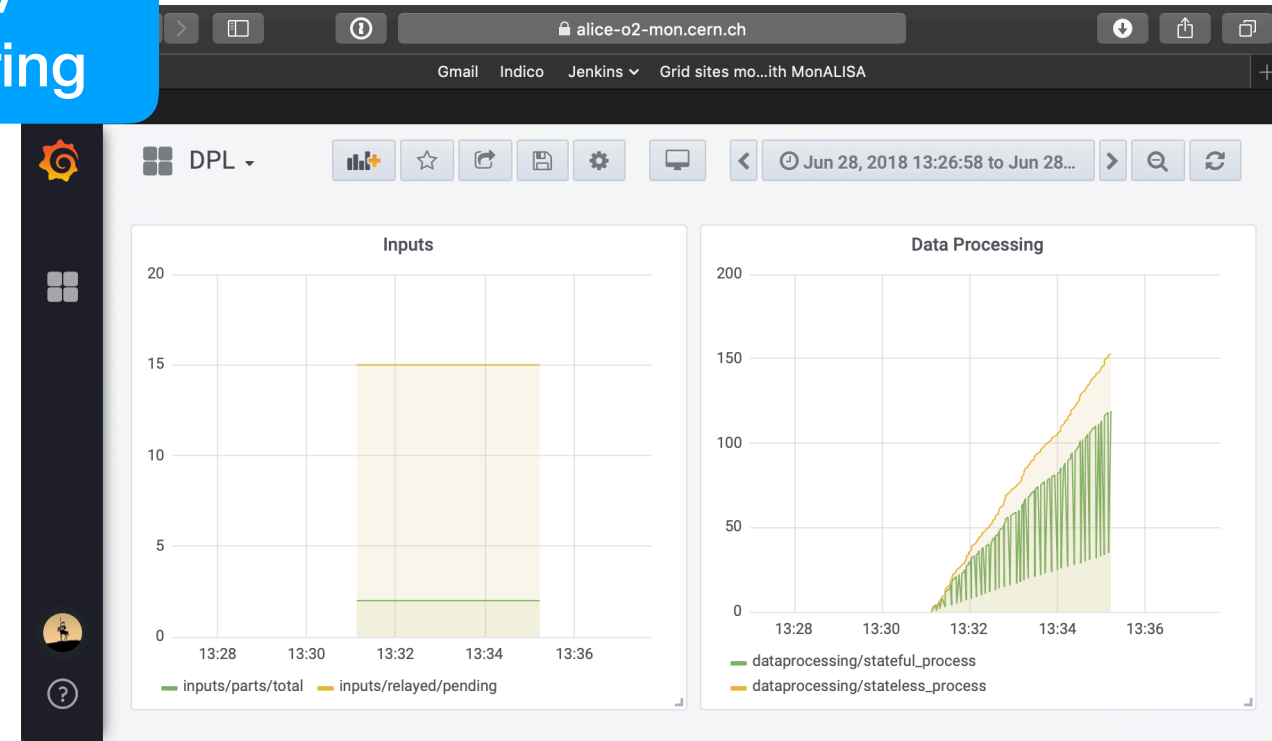 ring
alice-o2-mon.cern.ch
Gmail Indico Jenkins Grid sites mo...ith MonALISA
DPL
Jun 28, 2018 13:26:58 to Jun 28...
Inputs
20
15
10
5
0
13:28 13:30 13:32 13:34 13:36
inputs/parts/total inputs/relayed/pending
Data Processing
200
150
100
50
0
13:28 13:30 13:32 13:34 13:36
dataprocessing/stateful_process
dataprocessing/stateless_process